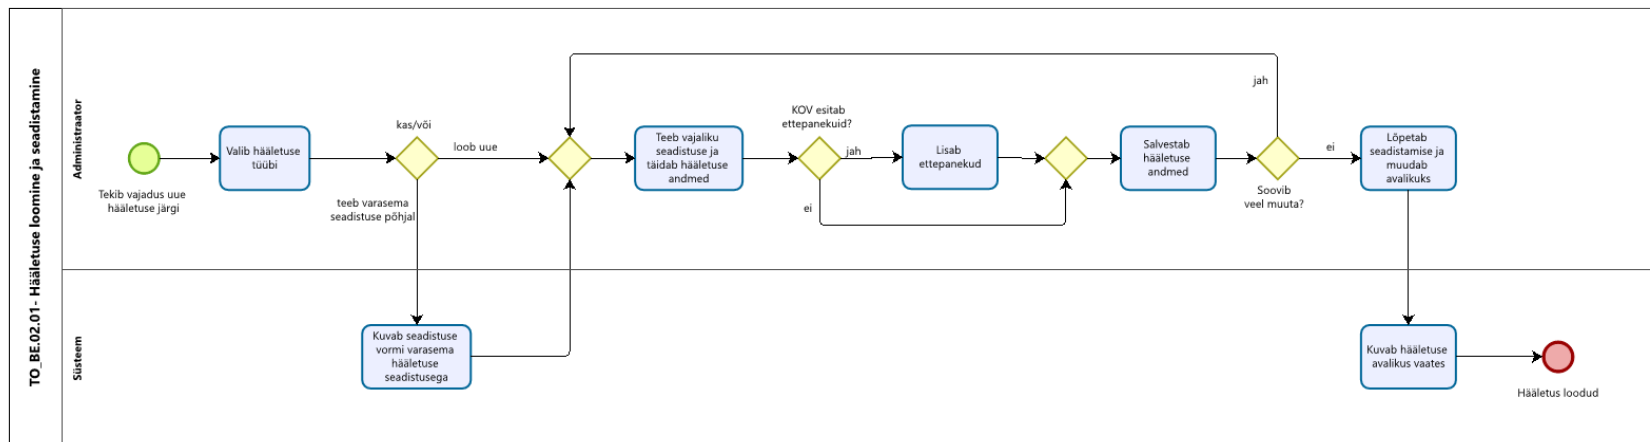 TO_BE.02.01- Hääletuse loomine ja seadistamine
Administraator
Tekib vajadus uue
hääletuse järgi
Valib hääletuse
tüübi
kas/või
loob uue
teeb varasema
seadistuse põhjal
Teeb vajaliku
seadistuse ja
täidab hääletuse
andmed
KOV esitab
ettepanekuid?
jah
ei
Lisab
ettepanekud
Salvestab
hääletuse
andmed
jah
Soovib
veel muuta?
ei
Lõpetab
seadistamise ja
muudab
avalikuks
Süsteem
Kuvab seadistuse
vormi varasema
hääletuse
seadistusega
Kuvab hääletuse
avalikus vaates
Hääletus loodud